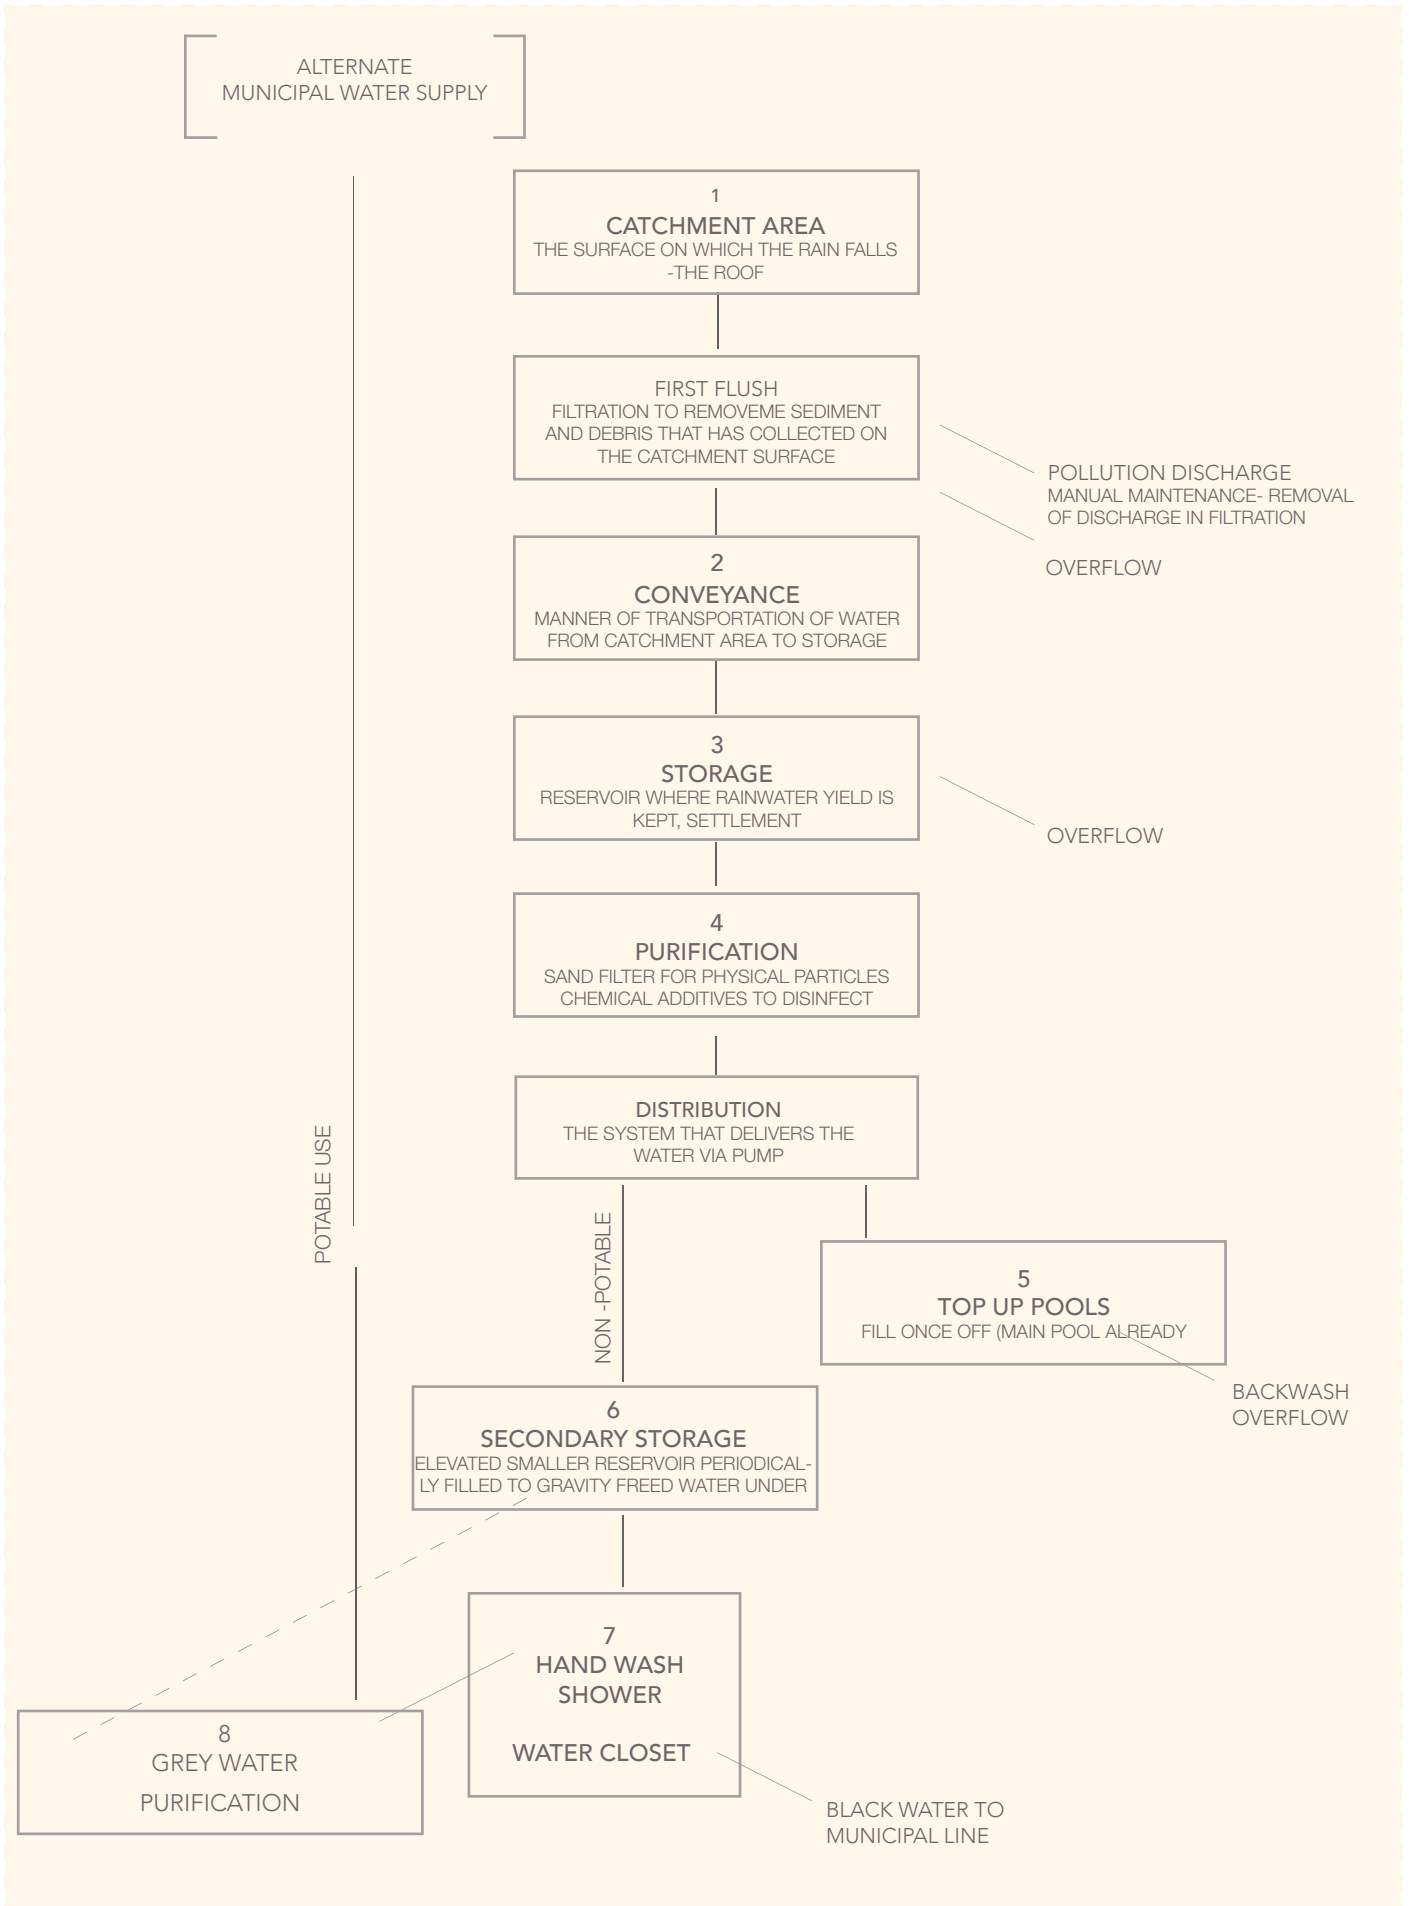 ALTERNATE
MUNICIPAL WATER SUPPLY
1
CATCHMENT AREA
THE SURFACE ON WHICH THE RAIN FALLS
-THE ROOF
FIRST FLUSH
FILTRATION TO REMOVEME SEDIMENT
AND DEBRIS THAT HAS COLLECTED ON
THE CATCHMENT SURFACE
POLLUTION DISCHARGE
MANUAL MAINTENANCE- REMOVAL
OF DISCHARGE IN FILTRATION
OVERFLOW
2
CONVEYANCE
MANNER OF TRANSPORTATION OF WATER
FROM CATCHMENT AREA TO STORAGE
3
STORAGE
RESERVOIR WHERE RAINWATER YIELD IS
KEPT, SETTLEMENT
OVERFLOW
4
PURIFICATION
SAND FILTER FOR PHYSICAL PARTICLES
CHEMICAL ADDITIVES TO DISINFECT
DISTRIBUTION
THE SYSTEM THAT DELIVERS THE
WATER VIA PUMP
POTABLE USE
NON -POTABLE
5
TOP UP POOLS
FILL ONCE OFF (MAIN POOL ALREADY
BACKWASH
OVERFLOW
6
SECONDARY STORAGE
ELEVATED SMALLER RESERVOIR PERIODICAL-
LY FILLED TO GRAVITY FREED WATER UNDER
7
HAND WASH
SHOWER
WATER CLOSET
8
GREY WATER
PURIFICATION
BLACK WATER TO
MUNICIPAL LINE